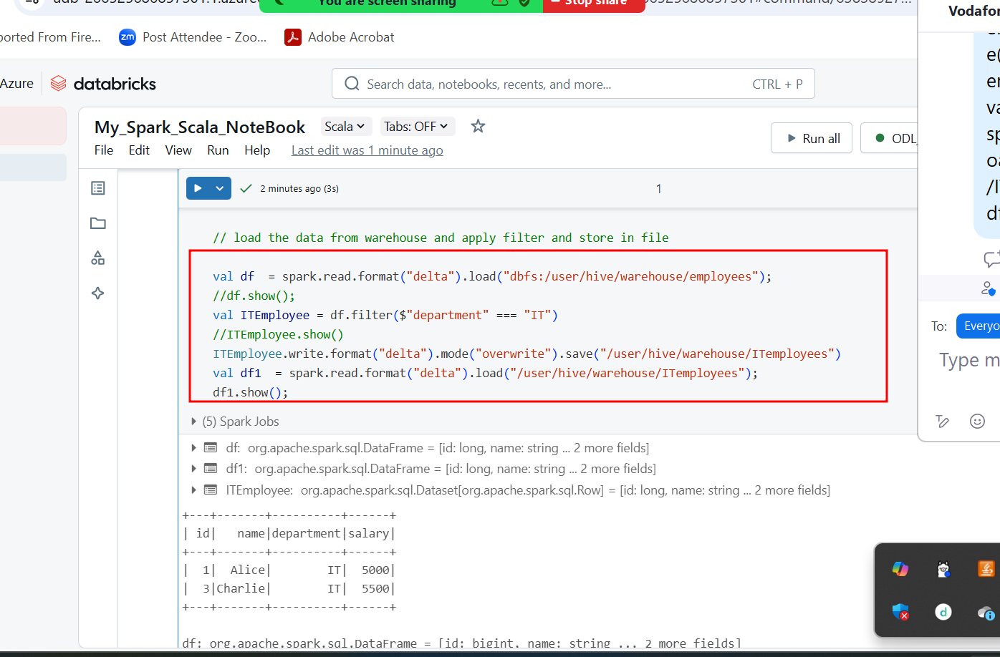 You are screen sharing
Stop share
ported From Fire...
zm
Post Attendee - Zoo...
Adobe Acrobat
Vodafon
Azure
databricks
Search data, notebooks, recents, and more...
CTRL + P
My_Spark_Scala_NoteBook
Scala
Tabs: OFF
Run all
ODL_
File
Edit
View
Run
Help
Last edit was 1 minute ago
2 minutes ago (3s)
1
// load the data from warehouse and apply filter and store in file
val df  = spark.read.format("delta").load("dbfs:/user/hive/warehouse/employees");
//df.show();
val ITEmployee = df.filter($"department" === "IT")
//ITEmployee.show()
ITEmployee.write.format("delta").mode("overwrite").save("/user/hive/warehouse/ITemployees")
val df1  = spark.read.format("delta").load("/user/hive/warehouse/ITemployees");
df1.show();
(5) Spark Jobs
df: org.apache.spark.sql.DataFrame = [id: long, name: string ... 2 more fields]
df1: org.apache.spark.sql.DataFrame = [id: long, name: string ... 2 more fields]
ITEmployee: org.apache.spark.sql.Dataset[org.apache.spark.sql.Row] = [id: long, name: string ... 2 more fields]
+---+-------+----------+------+
| id|   name|department|salary|
+---+-------+----------+------+
|  1|  Alice|        IT|  5000|
|  3|Charlie|        IT|  5500|
+---+-------+----------+------+
df: org.apache.spark.sql.DataFrame = [id: bigint, name: string ... 2 more fields]
e(
va
sp
/l
df
To:
Everyo
Type m
d